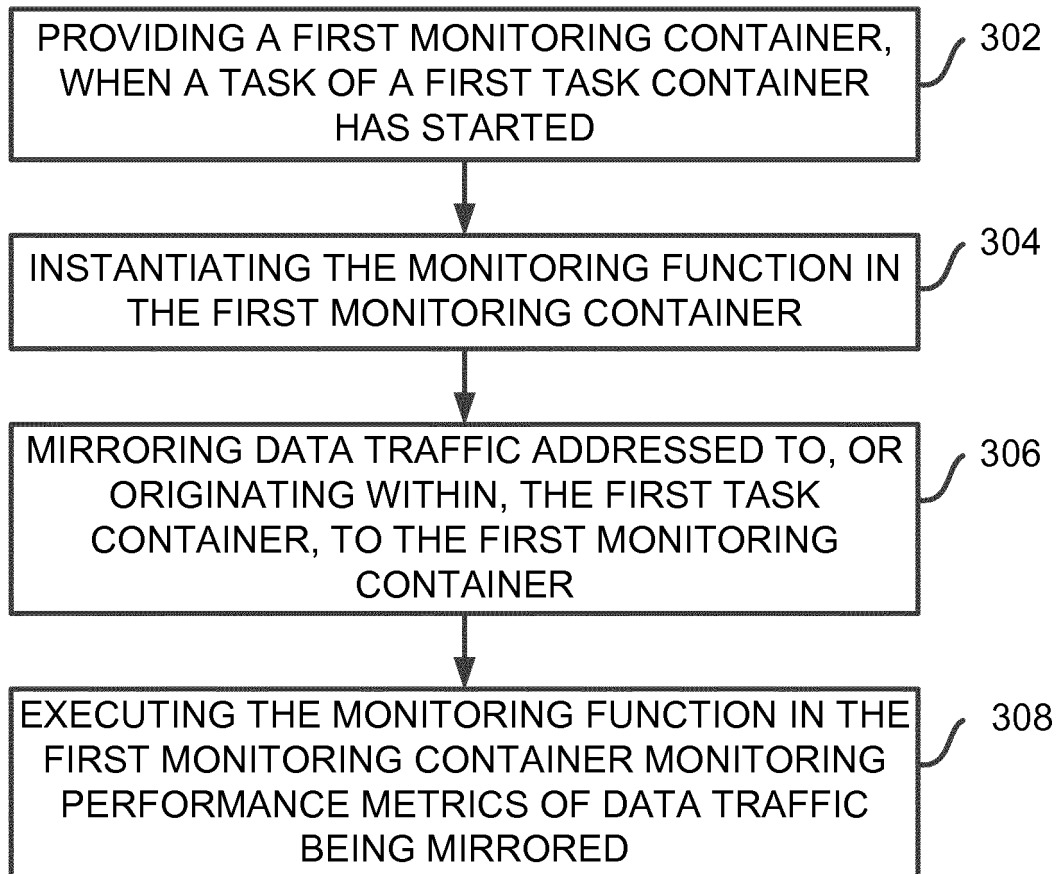 PROVIDING A FIRST MONITORING CONTAINER,
WHEN A TASK OF A FIRST TASK CONTAINER
HAS STARTED
302
INSTANTIATING THE MONITORING FUNCTION IN
THE FIRST MONITORING CONTAINER
304
MIRRORING DATA TRAFFIC ADDRESSED TO, OR
ORIGINATING WITHIN, THE FIRST TASK
CONTAINER, TO THE FIRST MONITORING
CONTAINER
306
EXECUTING THE MONITORING FUNCTION IN THE
FIRST MONITORING CONTAINER MONITORING
PERFORMANCE METRICS OF DATA TRAFFIC
BEING MIRRORED
308